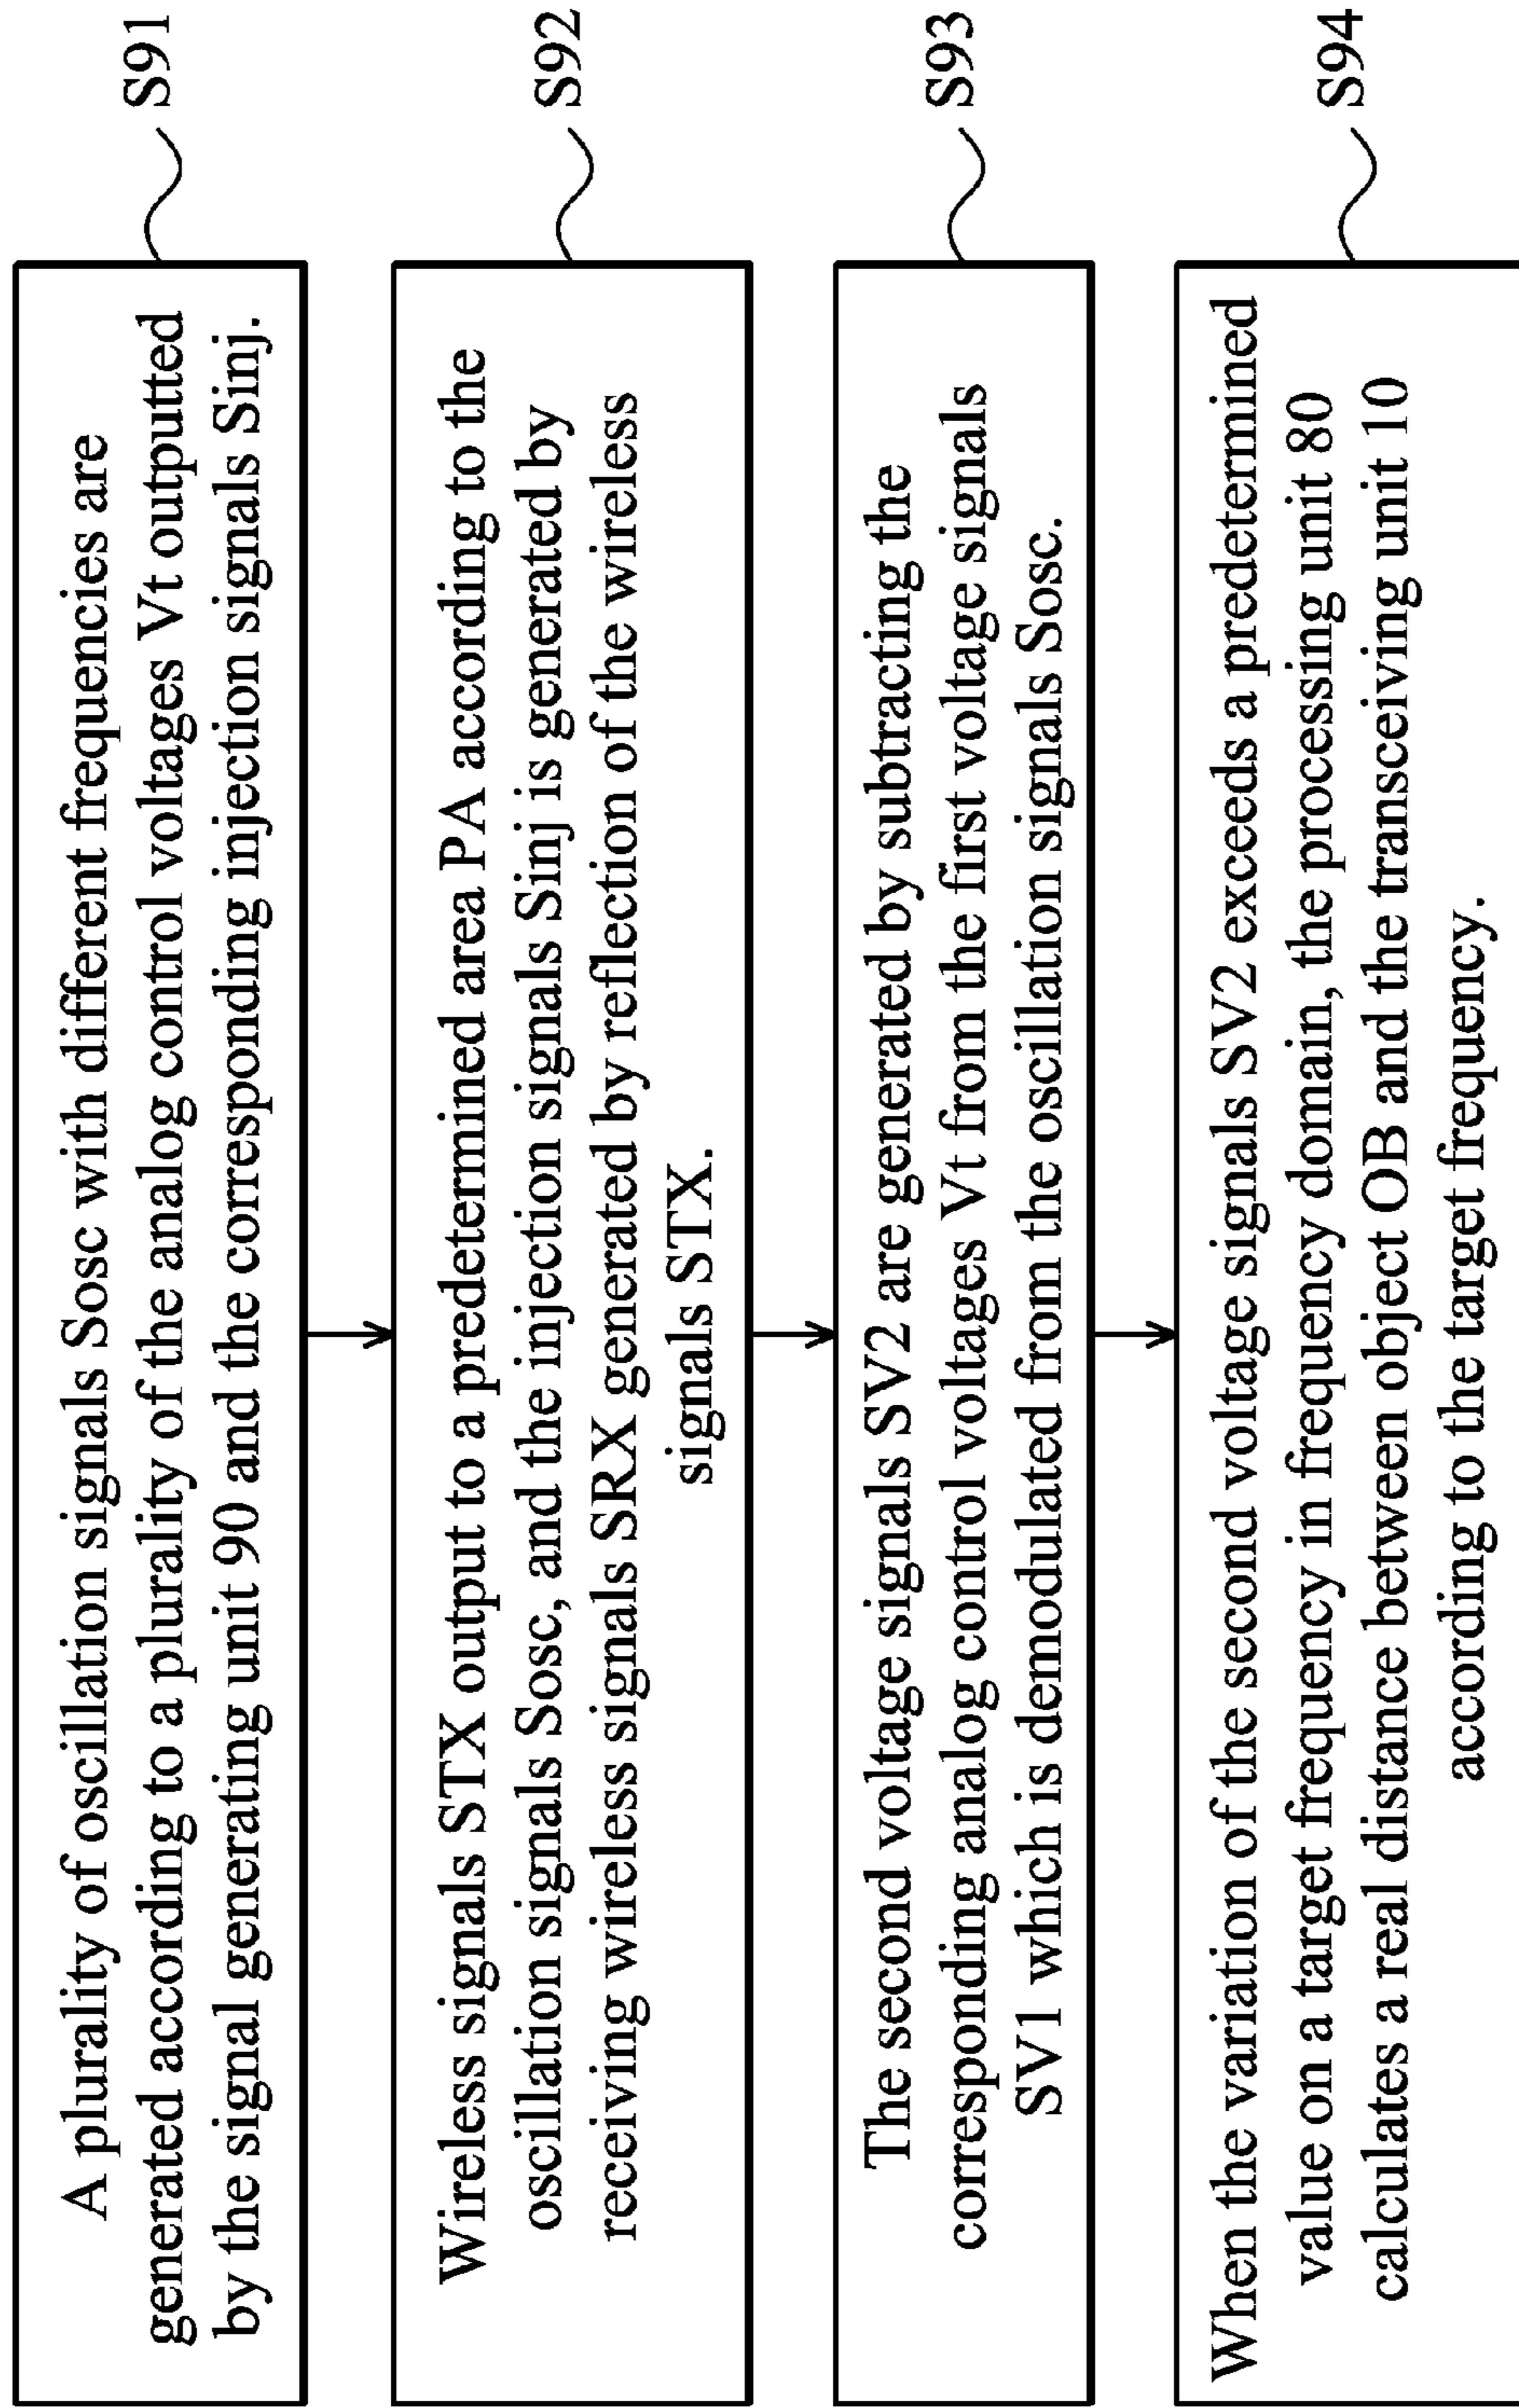 A plurality of oscillation signals Sosc with different frequencies are
generated according to a plurality of the analog control voltages Vt outputted
by the signal generating unit 90 and the corresponding injection signals Sinj.
S91
Wireless signals STX output to a predetermined area PA according to the
oscillation signals Sosc, and the injection signals Sinj is generated by
receiving wireless signals SRX generated by reflection of the wireless
signals STX.
S92
The second voltage signals SV2 are generated by subtracting the
corresponding analog control voltages Vt from the first voltage signals
SV1 which is demodulated from the oscillation signals Sosc.
S93
When the variation of the second voltage signals SV2 exceeds a predetermined
value on a target frequency in frequency domain, the processing unit 80
calculates a real distance between object OB and the transceiving unit 10
according to the target frequency.
S94